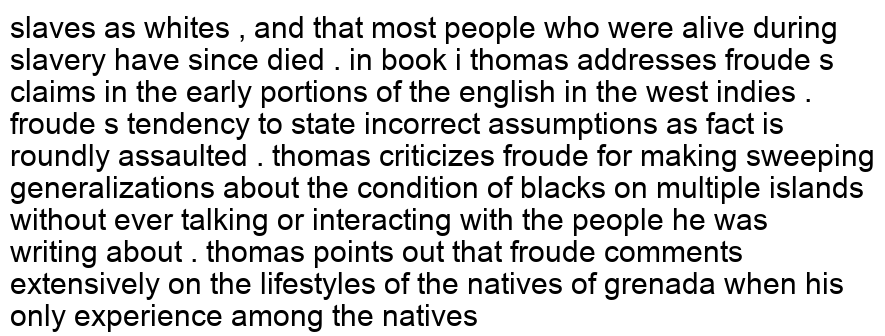 slaves as whites , and that most people who were alive during
slavery have since died . in book i thomas addresses froude s
claims in the early portions of the english in the west indies .
froude s tendency to state incorrect assumptions as fact is
roundly assaulted . thomas criticizes froude for making sweeping
generalizations about the condition of blacks on multiple islands
without ever talking or interacting with the people he was
writing about . thomas points out that froude comments
extensively on the lifestyles of the natives of grenada when his
only experience among the natives